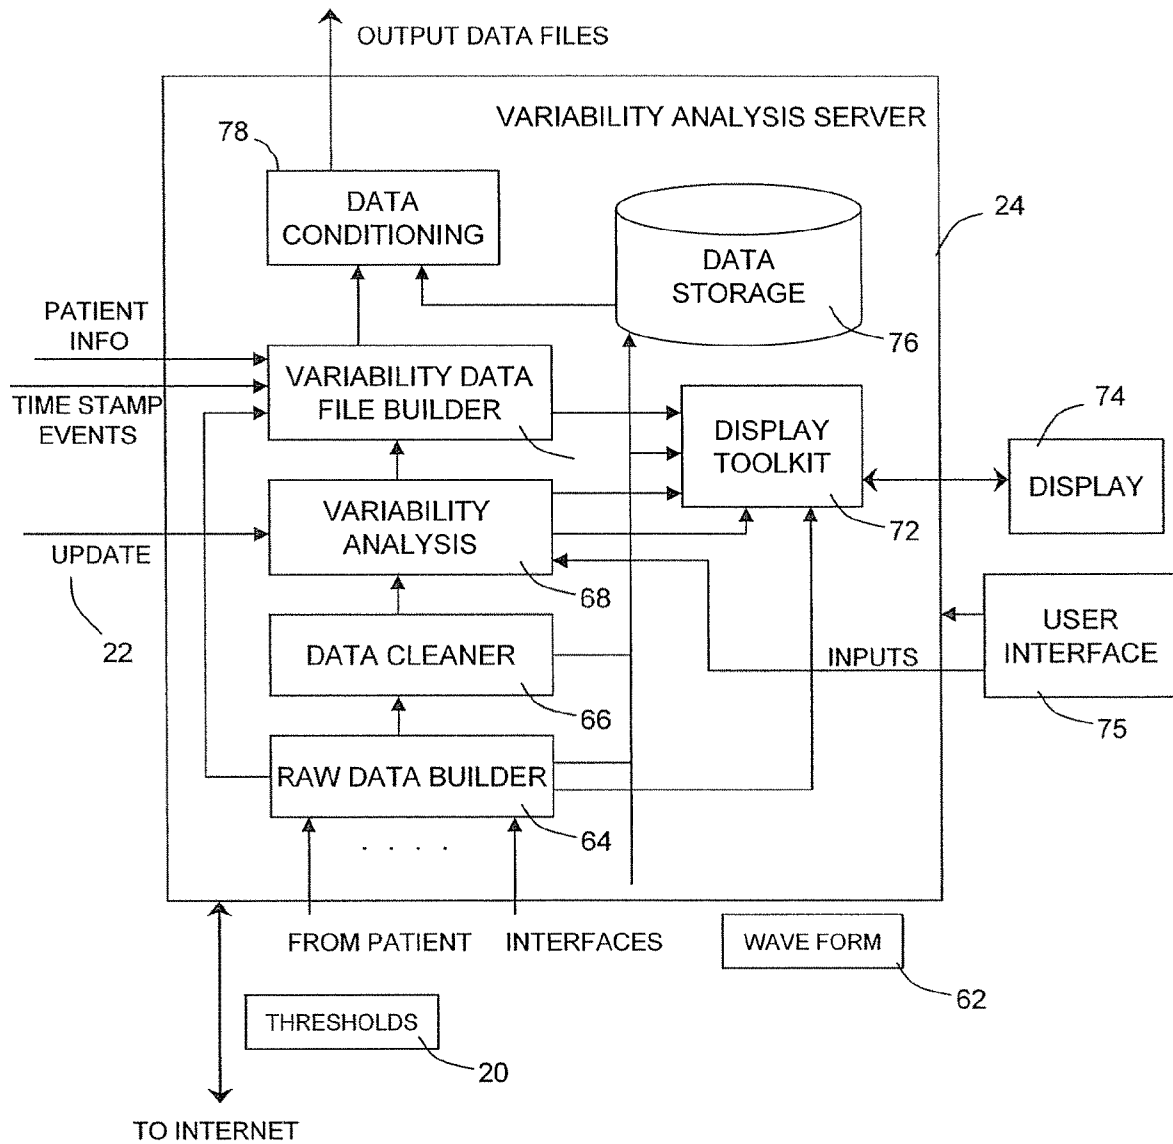 OUTPUT DATA FILES
VARIABILITY ANALYSIS SERVER
78
DATA
CONDITIONING
24
DATA
STORAGE
76
PATIENT
INFO
TIME STAMP
EVENTS
VARIABILITY DATA
FILE BUILDER
DISPLAY
TOOLKIT
72
74
DISPLAY
VARIABILITY
ANALYSIS
68
UPDATE
22
DATA CLEANER
66
INPUTS
USER
INTERFACE
75
RAW DATA BUILDER
64
. . . .
FROM PATIENT
INTERFACES
WAVE FORM
62
THRESHOLDS
20
TO INTERNET